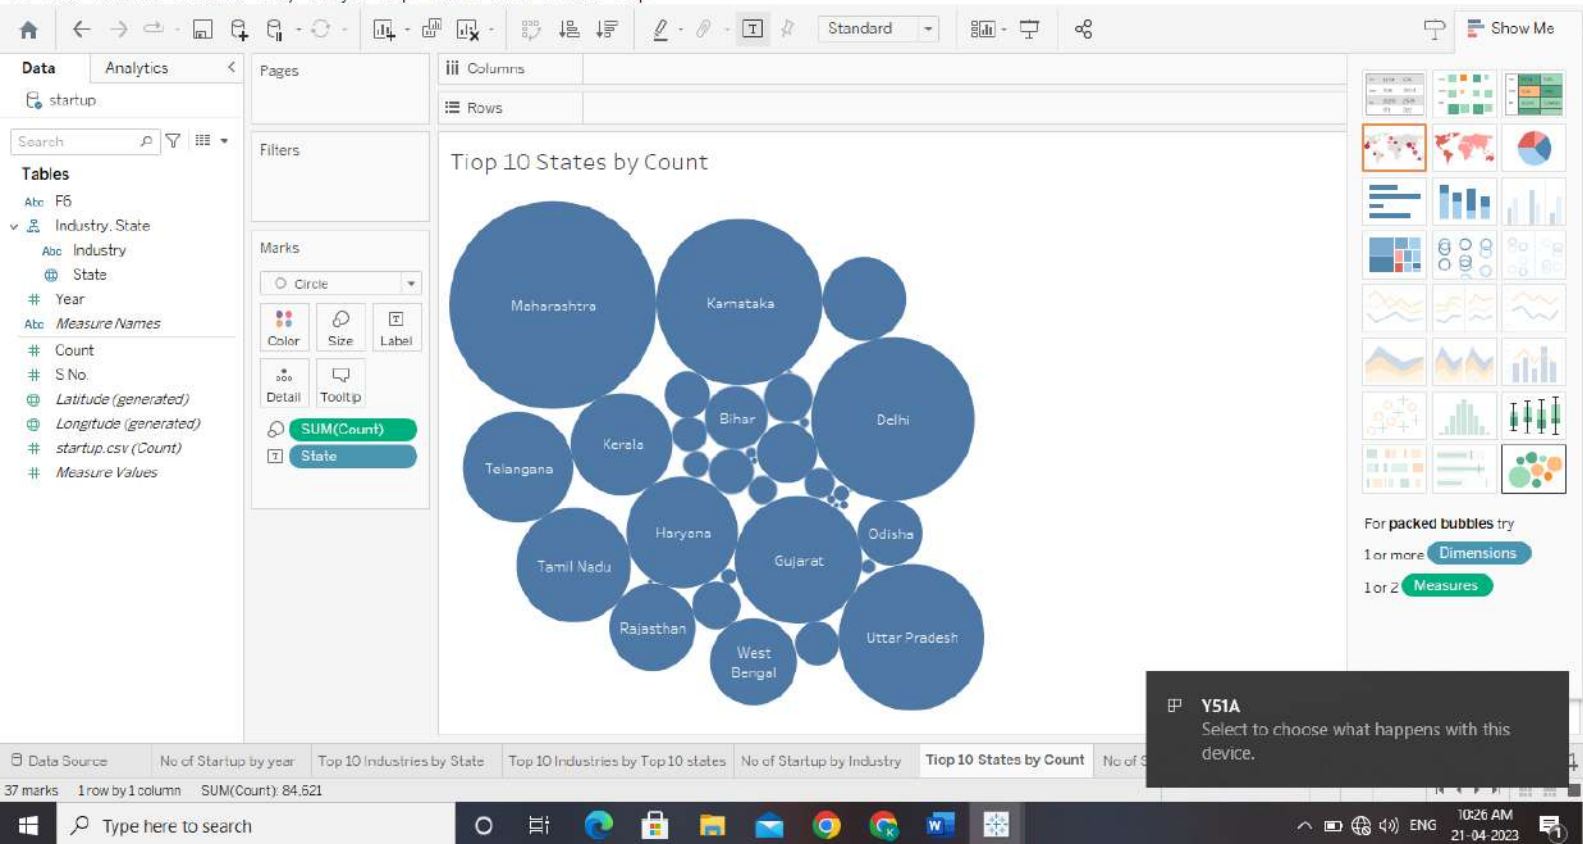 Standard
Show Me
Data
Analytics
startup
Search
Tables
Abc F6
Industry, State
Abc Industry
State
# Year
Abc Measure Names
# Count
# S No.
Latitude (generated)
Longitude (generated)
# startup.csv (Count)
# Measure Values
Pages
Filters
Marks
Circle
Color
Size
Label
Detail
Tooltip
SUM(Count)
State
Columns
Rows
Tiop 10 States by Count
Maharashtra
Karnataka
Bihar
Delhi
Kerala
Telangana
Haryana
Odisha
Gujarat
Tamil Nadu
Rajasthan
Uttar Pradesh
West
Bengal
For packed bubbles try
1 or more Dimensions
1 or 2 Measures
Y51A
Select to choose what happens with this
device.
Data Source
No of Startup by year
Top 10 Industries by State
Top 10 Industries by Top 10 states
No of Startup by Industry
Tiop 10 States by Count
No of S
37 marks
1 row by 1 column
SUM(Count): 84,521
Type here to search
ENG
10:26 AM
21-04-2023